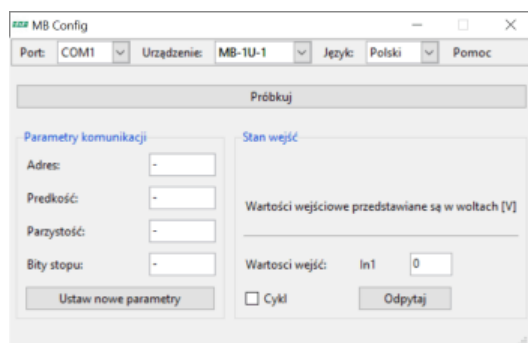 MB Config
Port: COM1 Urządzenie: MB-1U-1 Język: Polski Pomoc
Próbkuj
Parametry komunikacji
Adres: -
Predkość: -
Parzystość: -
Bity stopu: -
Ustaw nowe parametry
Stan wejść
Wartości wejściowe przedstawiane są w woltach [V]
Wartosci wejść: In1 0
Cykl Odpytaj